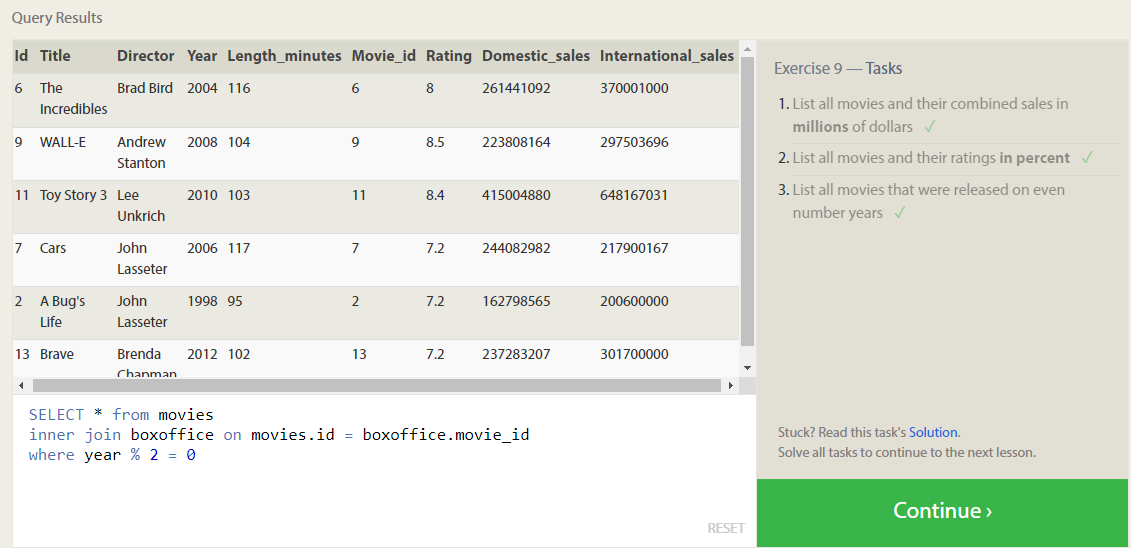 Query Results
Id Title Director Year Length_minutes Movie_id Rating Domestic_sales International_sales
6 The Brad Bird 2004 116 6 8 261441092 370001000
Incredibles
9 WALL-E Andrew 2008 104 9 8.5 223808164 297503696
Stanton
11 Toy Story 3 Lee 2010 103 11 8.4 415004880 648167031
Unkrich
7 Cars John 2006 117 7 7.2 244082982 217900167
Lasseter
2 A Bug's John 1998 95 2 7.2 162798565 200600000
Life Lasseter
13 Brave Brenda 2012 102 13 7.2 237283207 301700000
Chapman
SELECT * from movies
inner join boxoffice on movies.id = boxoffice.movie_id
where year % 2 = 0
RESET
Exercise 9 — Tasks
1. List all movies and their combined sales in
millions of dollars ✓
2. List all movies and their ratings in percent ✓
3. List all movies that were released on even
number years ✓
Stuck? Read this task's Solution.
Solve all tasks to continue to the next lesson.
Continue ›